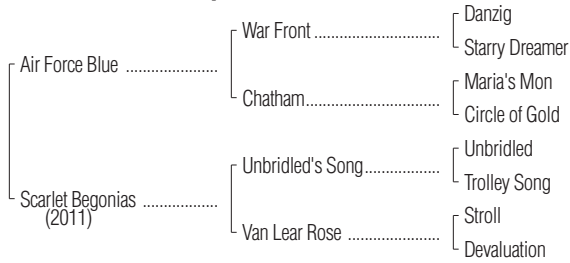 Danzig
War Front ..............................
Starry Dreamer
Air Force Blue ......................
Maria's Mon
Chatham................................
Circle of Gold
Unbridled
Unbridled's Song..................
Trolley Song
Scarlet Begonias ..................
(2011)
Stroll
Van Lear Rose ......................
Devaluation